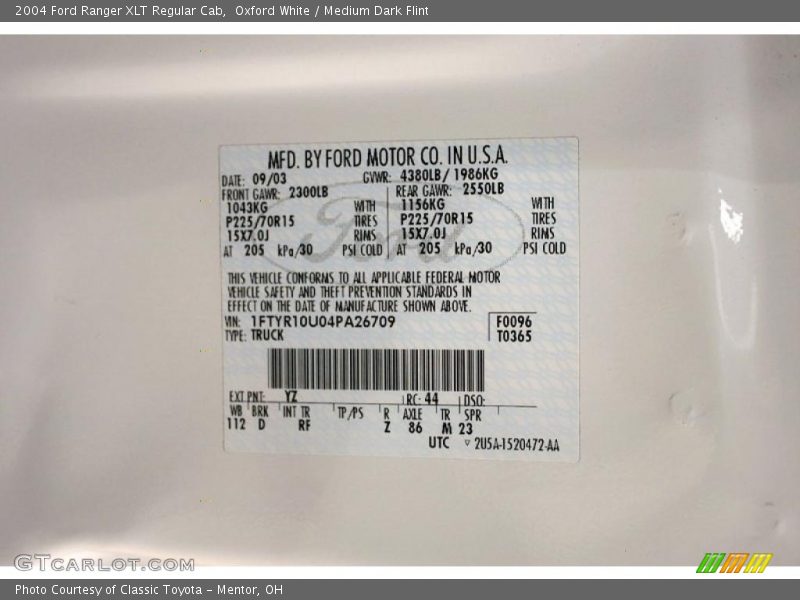 2004 Ford Ranger XLT Regular Cab,  Oxford White / Medium Dark Flint
MFD. BY FORD MOTOR CO. IN U.S.A.
DATE: 09/03 GVWR: 4380LB/ 1986KG
FRONT GAWR: 2300LB REAR GAWR: 2550LB
1043KG WITH 1156KG WITH
P225/70R15 TIRES P225/70R15 TIRES
15X7.0J RIMS 15X7.0J RIMS
AT 205 kPa/30 PSI COLD AT 205 kPa/30 PSI COLD
THIS VEHICLE CONFORMS TO ALL APPLICABLE FEDERAL MOTOR
VEHICLE SAFETY AND THEFT PREVENTION STANDARDS IN
EFFECT ON THE DATE OF MANUFACTURE SHOWN ABOVE.
VIN: 1FTYR10U04PA26709 F0096
TYPE: TRUCK T0365
EXT PNT: YZ RC: 44 DSO:
WB BRK INT TR TP/PS R AXLE TR SPR
112 D RF Z 86 M 23
UTC ▽ 2U5A-1520472-AA
Ford
GTCARLOT.COM
Photo Courtesy of Classic Toyota - Mentor, OH